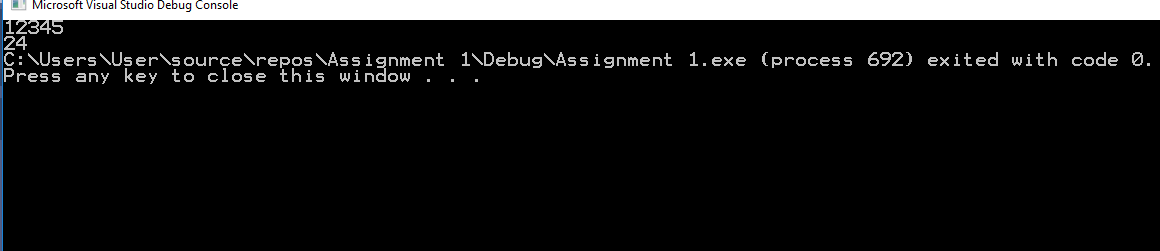 Microsoft Visual Studio Debug Console
12345
24
C:\Users\User\source\repos\Assignment 1\Debug\Assignment 1.exe (process 692) exited with code 0.
Press any key to close this window . . .